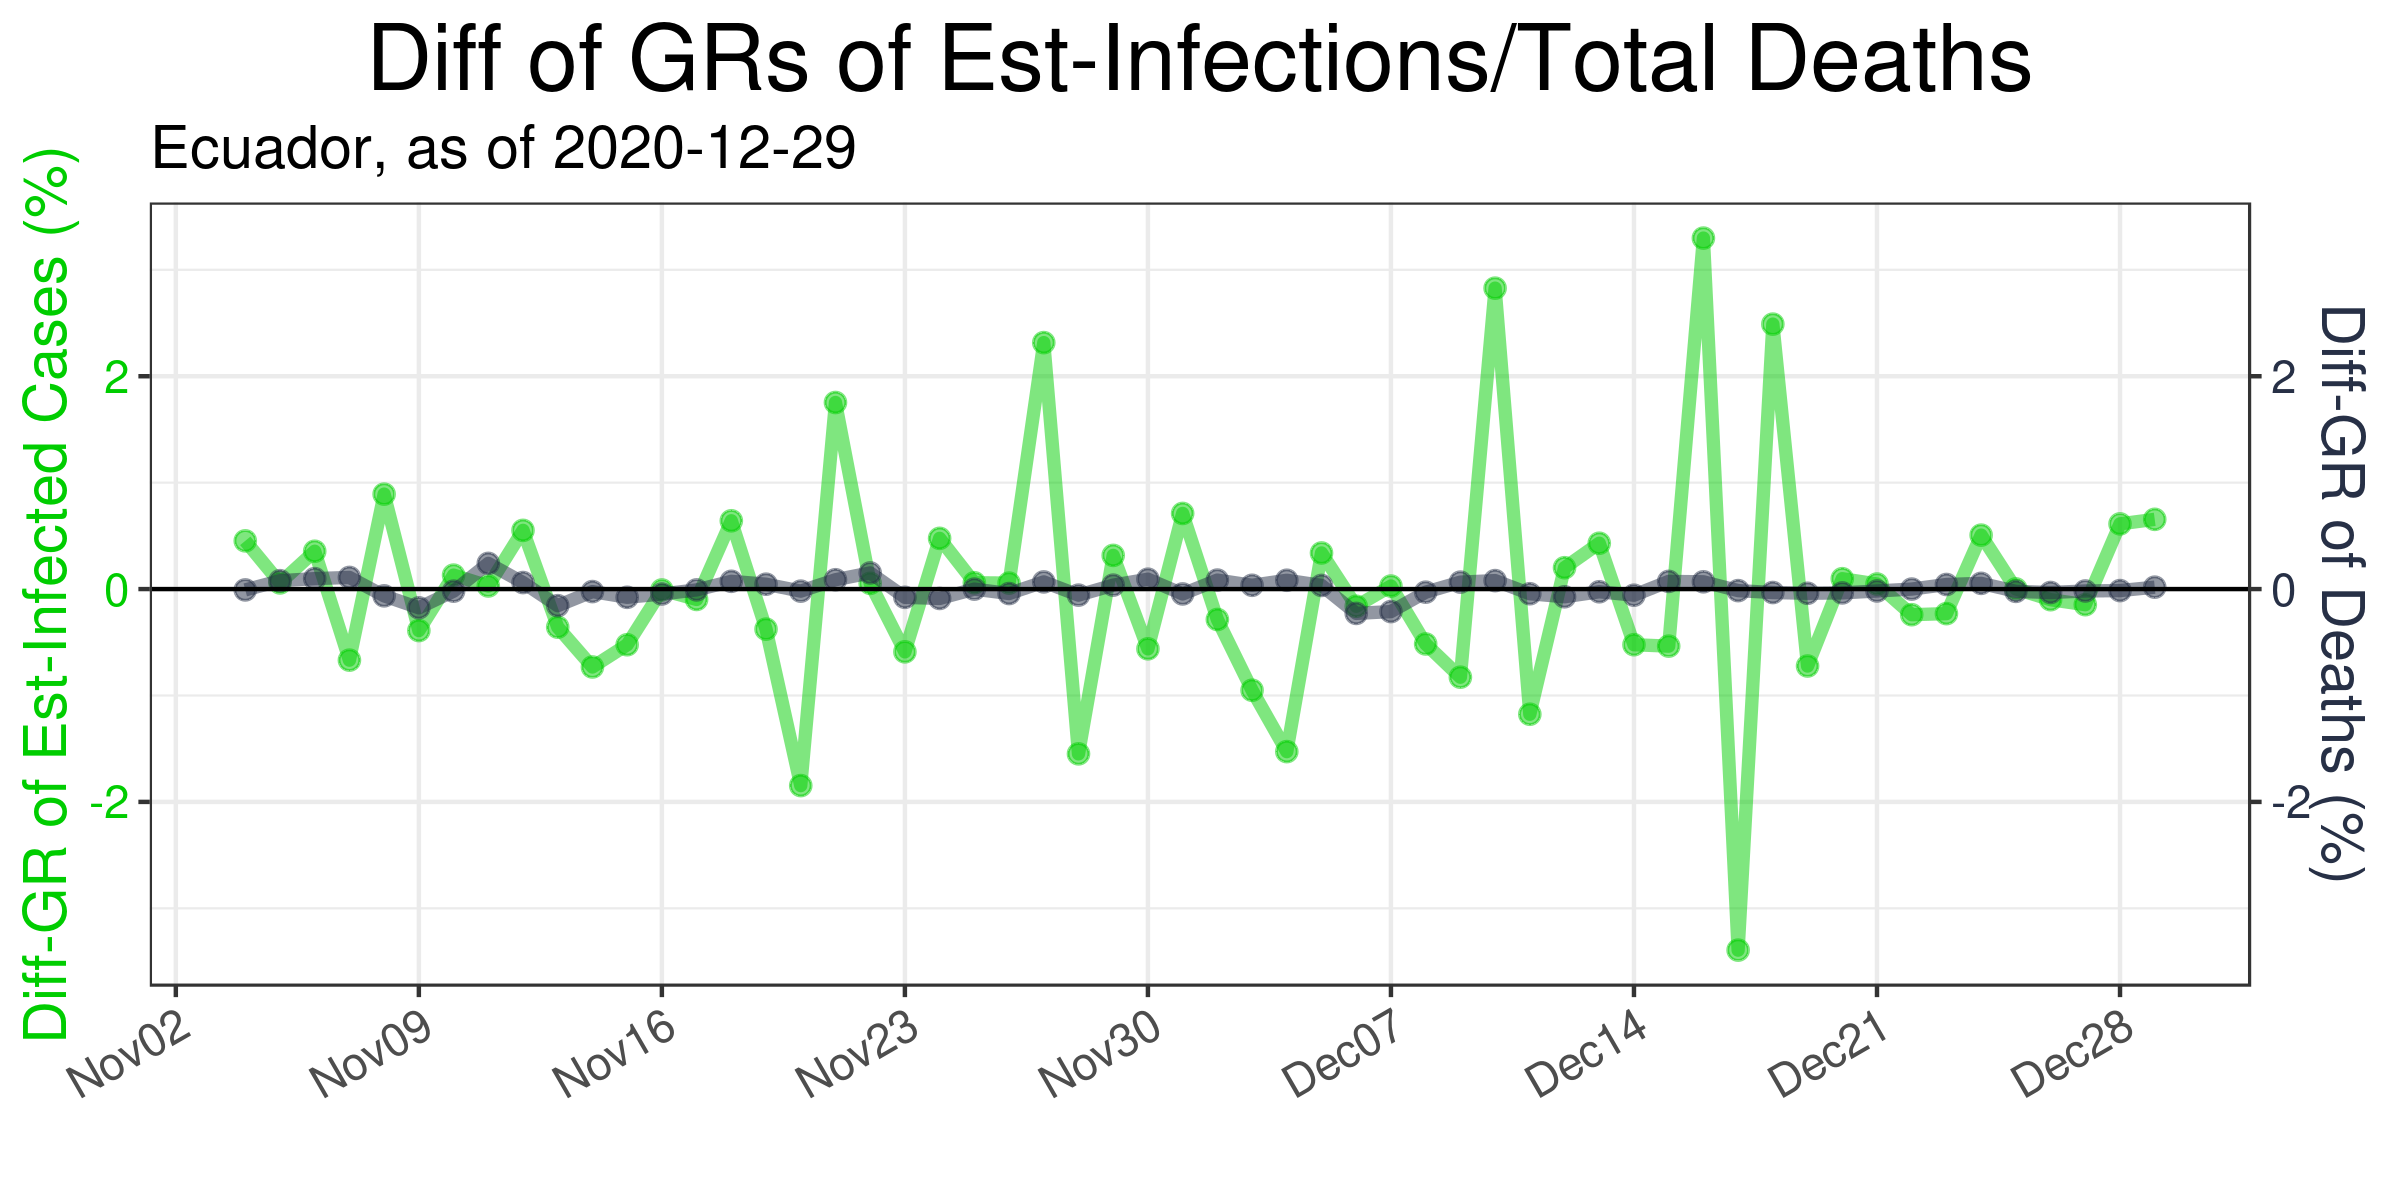 Diff of GRs of Est-Infections/Total Deaths
Ecuador, as of 2020-12-29
Diff-GR of Est-Infected Cases (%)
2
0
-2
2
0
-2
Diff-GR of Deaths (%)
Nov02
Nov09
Nov16
Nov23
Nov30
Dec07
Dec14
Dec21
Dec28